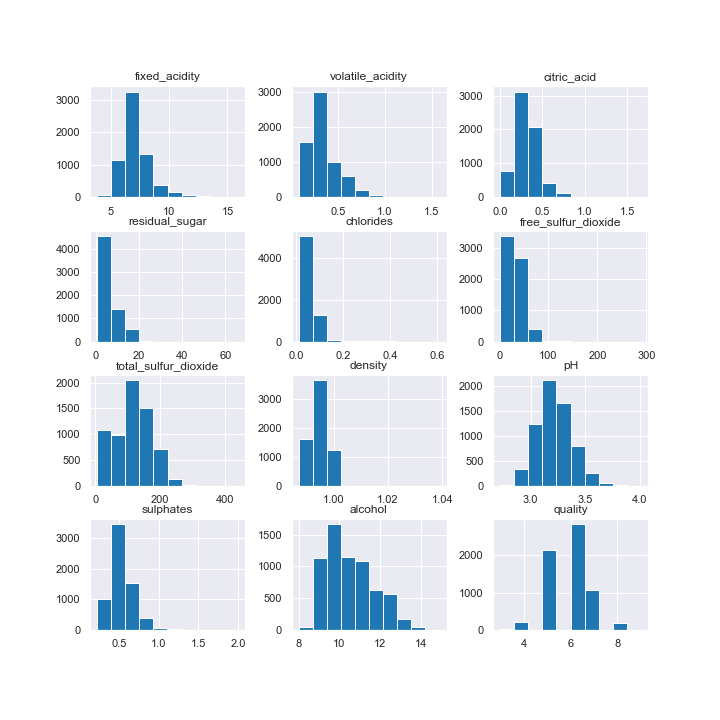 fixed_acidity
volatile_acidity
citric_acid
3000
2000
1000
0
5 10 15
3000
2000
1000
0
0.5 1.0 1.5
3000
2000
1000
0
0.0 0.5 1.0 1.5
residual_sugar
chlorides
free_sulfur_dioxide
4000
3000
2000
1000
0
0 20 40 60
4000
2000
0
0.0 0.2 0.4 0.6
3000
2000
1000
0
0 100 200 300
total_sulfur_dioxide
density
pH
2000
1500
1000
500
0
0 200 400
3000
2000
1000
0
1.00 1.02 1.04
2000
1500
1000
500
0
3.0 3.5 4.0
sulphates
alcohol
quality
3000
2000
1000
0
0.5 1.0 1.5 2.0
1500
1000
500
0
8 10 12 14
2000
1000
0
4 6 8